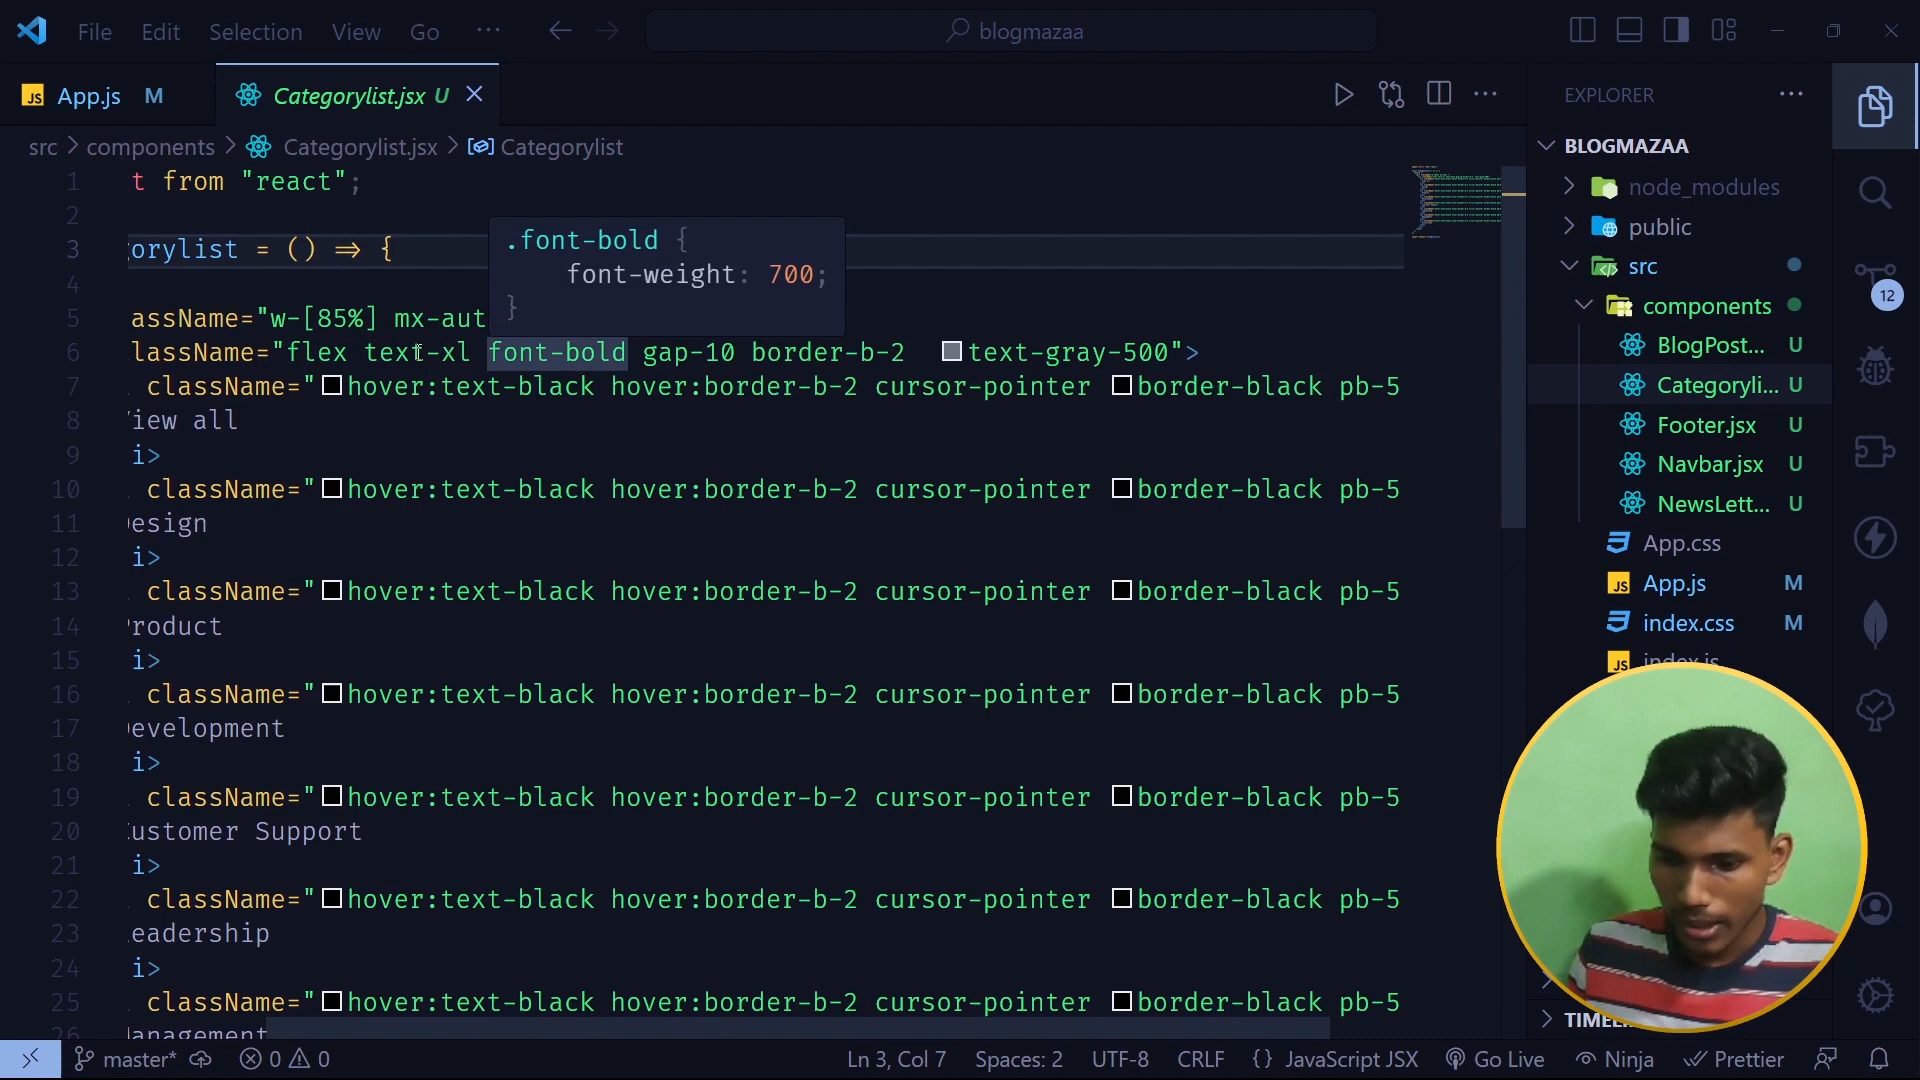 File Edit Selection View Go ··· blogmazaa
JS App.js M Categorylist.jsx U
EXPLORER ···
src > components > Categorylist.jsx > Categorylist
BLOGMAZAA
node_modules
public
src
components
BlogPost... U
Categoryli... U
Footer.jsx U
Navbar.jsx U
NewsLett... U
App.css
JS App.js M
index.css M
JS index.js
TIMEL
12
1 t from "react";
2
3 orylist = () => {
4
5 assName="w-[85%] mx-aut
6 lassName="flex text-xl font-bold gap-10 border-b-2 text-gray-500">
.font-bold {
font-weight: 700;
}
7 className="hover:text-black hover:border-b-2 cursor-pointer border-black pb-5
8 iew all
9 i>
10 className="hover:text-black hover:border-b-2 cursor-pointer border-black pb-5
11 esign
12 i>
13 className="hover:text-black hover:border-b-2 cursor-pointer border-black pb-5
14 roduct
15 i>
16 className="hover:text-black hover:border-b-2 cursor-pointer border-black pb-5
17 evelopment
18 i>
19 className="hover:text-black hover:border-b-2 cursor-pointer border-black pb-5
20 ustomer Support
21 i>
22 className="hover:text-black hover:border-b-2 cursor-pointer border-black pb-5
23 eadership
24 i>
25 className="hover:text-black hover:border-b-2 cursor-pointer border-black pb-5
26 anagement
master* 0 0 Ln 3, Col 7 Spaces: 2 UTF-8 CRLF {} JavaScript JSX Go Live Ninja Prettier